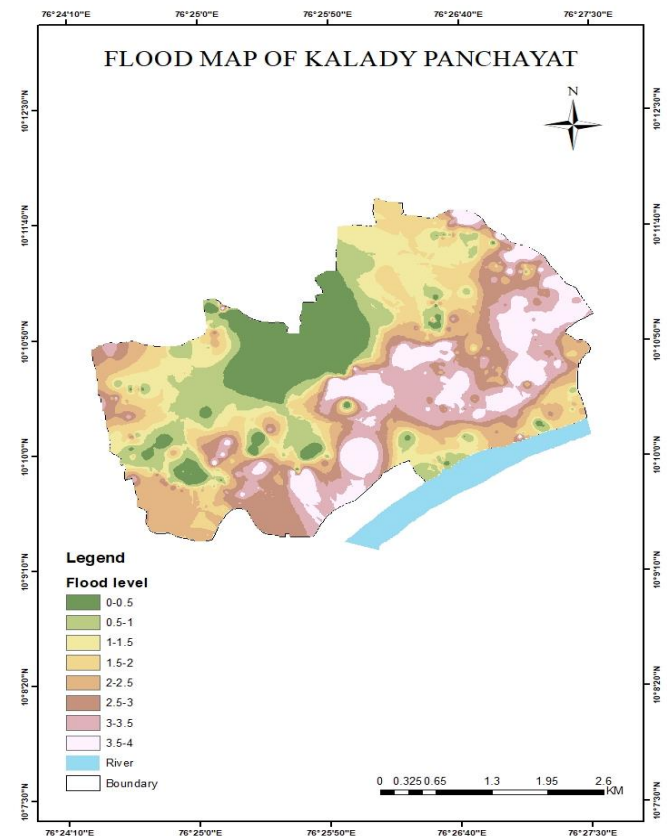 76°24'10"E 76°25'0"E 76°25'50"E 76°26'40"E 76°27'30"E
FLOOD MAP OF KALADY PANCHAYAT
N
10°12'30"N 10°12'30"N
10°11'40"N 10°11'40"N
10°10'50"N 10°10'50"N
10°10'0"N 10°10'0"N
10°9'10"N 10°9'10"N
10°8'20"N 10°8'20"N
10°7'30"N 10°7'30"N
Legend
Flood level
0-0.5
0.5-1
1-1.5
1.5-2
2-2.5
2.5-3
3-3.5
3.5-4
River
Boundary
0 0.325 0.65 1.3 1.95 2.6
KM
76°24'10"E 76°25'0"E 76°25'50"E 76°26'40"E 76°27'30"E